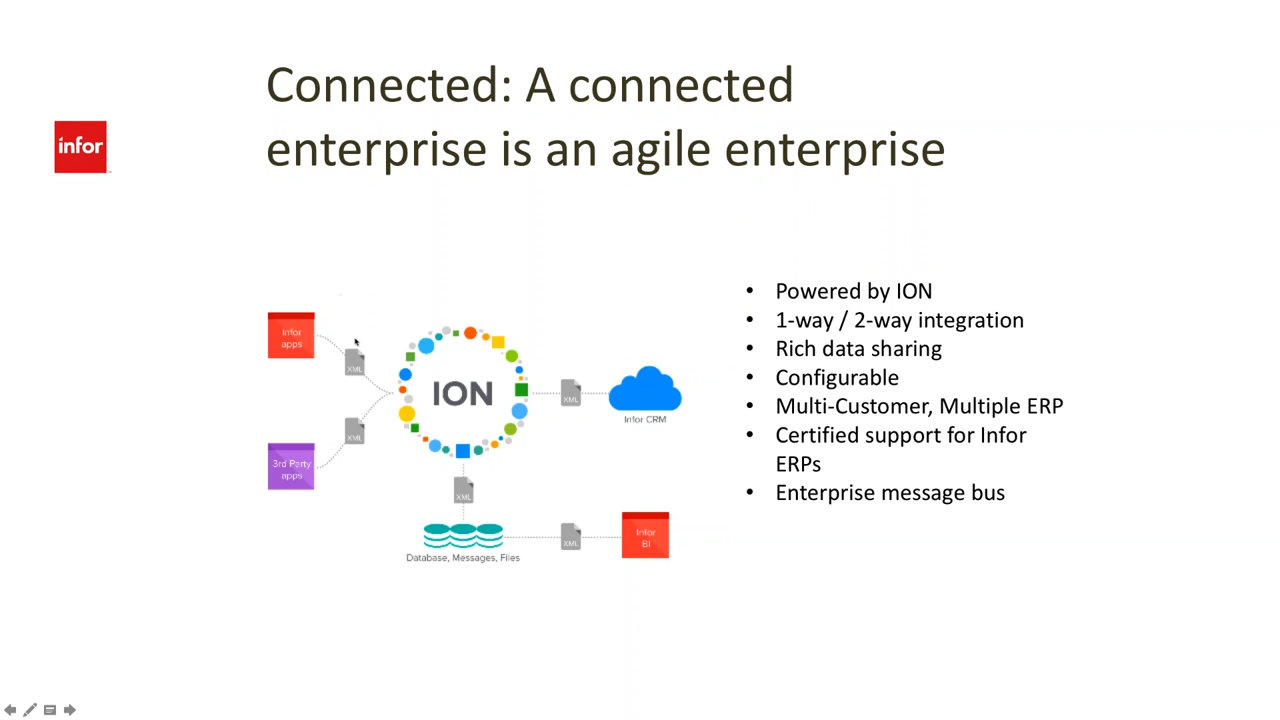 Connected: A connected
enterprise is an agile enterprise
infor
Infor
apps
XML
ION
XML
Infor CRM
XML
3rd Party
apps
XML
Database, Messages, Files
XML
Infor
BI
• Powered by ION
• 1-way / 2-way integration
• Rich data sharing
• Configurable
• Multi-Customer, Multiple ERP
• Certified support for Infor
ERPs
• Enterprise message bus